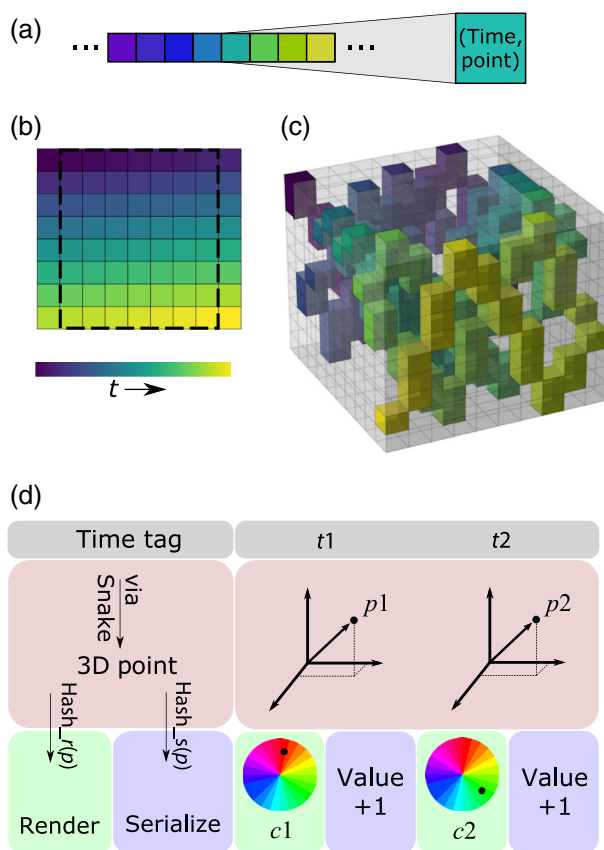 (a)
(Time,
point)
(b)
(c)
t
(d)
Time tag
t1
t2
via
Snake
3D point
p1
p2
Hash_r(p)
Hash_s(p)
Render
Serialize
c1
Value
+1
c2
Value
+1